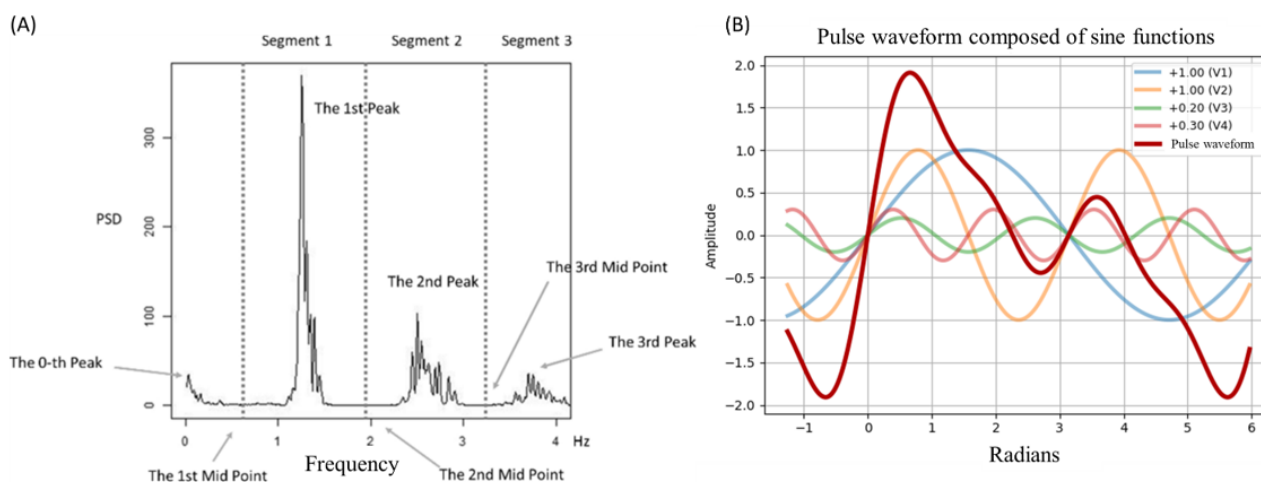 (A)
Segment 1
Segment 2
Segment 3
The 1st Peak
300
PSD
200
The 3rd Mid Point
The 2nd Peak
100
The 3rd Peak
The 0-th Peak
0
0
1
2
3
4
Hz
The 1st Mid Point
Frequency
The 2nd Mid Point
(B)
Pulse waveform composed of sine functions
2.0
1.5
1.0
0.5
0.0
−0.5
−1.0
−1.5
−2.0
Amplitude
+1.00 (V1)
+1.00 (V2)
+0.20 (V3)
+0.30 (V4)
Pulse waveform
−1
0
1
2
3
4
5
6
Radians